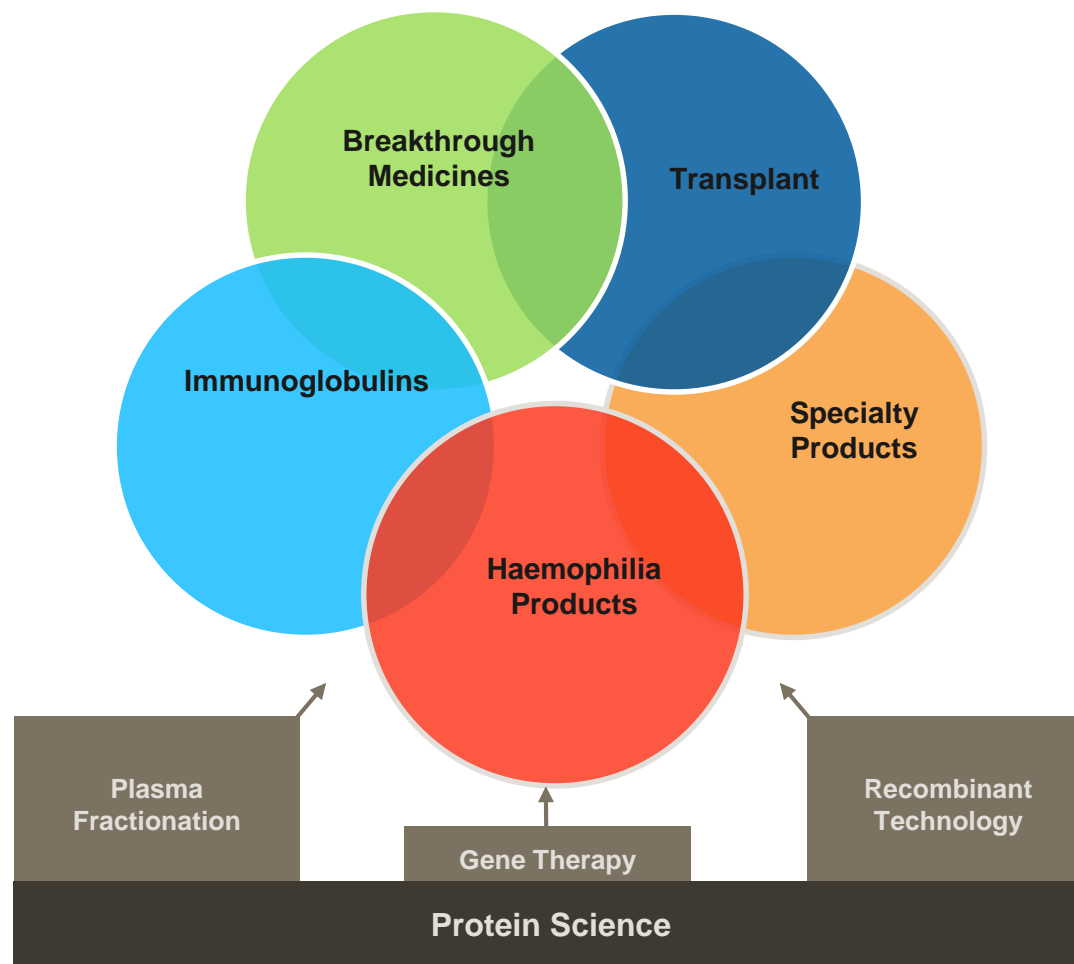 Breakthrough
Medicines
Transplant
Immunoglobulins
Specialty
Products
Haemophilia
Products
Plasma
Fractionation
Recombinant
Technology
Gene Therapy
Protein Science